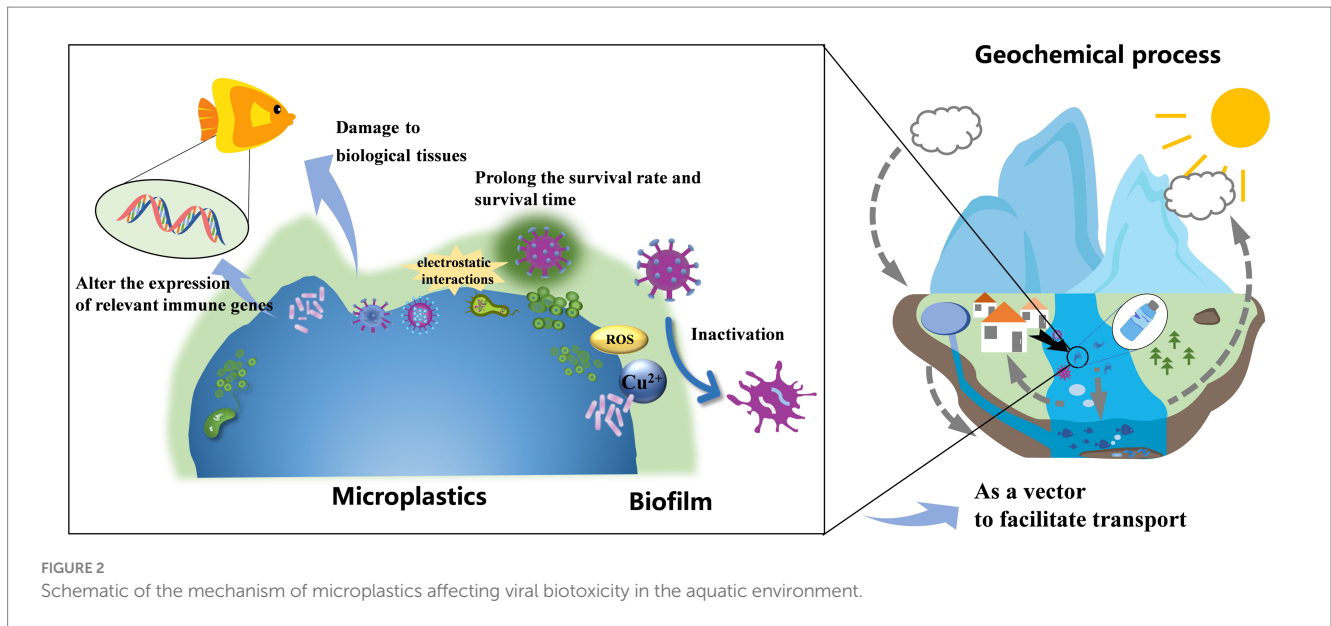 Geochemical process
Damage to
biological tissues
Prolong the survival rate and
survival time
electrostatic
interactions
Alter the expression
of relevant immune genes
ROS
Inactivation
Cu²⁺
Microplastics
Biofilm
As a vector
to facilitate transport
FIGURE 2
Schematic of the mechanism of microplastics affecting viral biotoxicity in the aquatic environment.